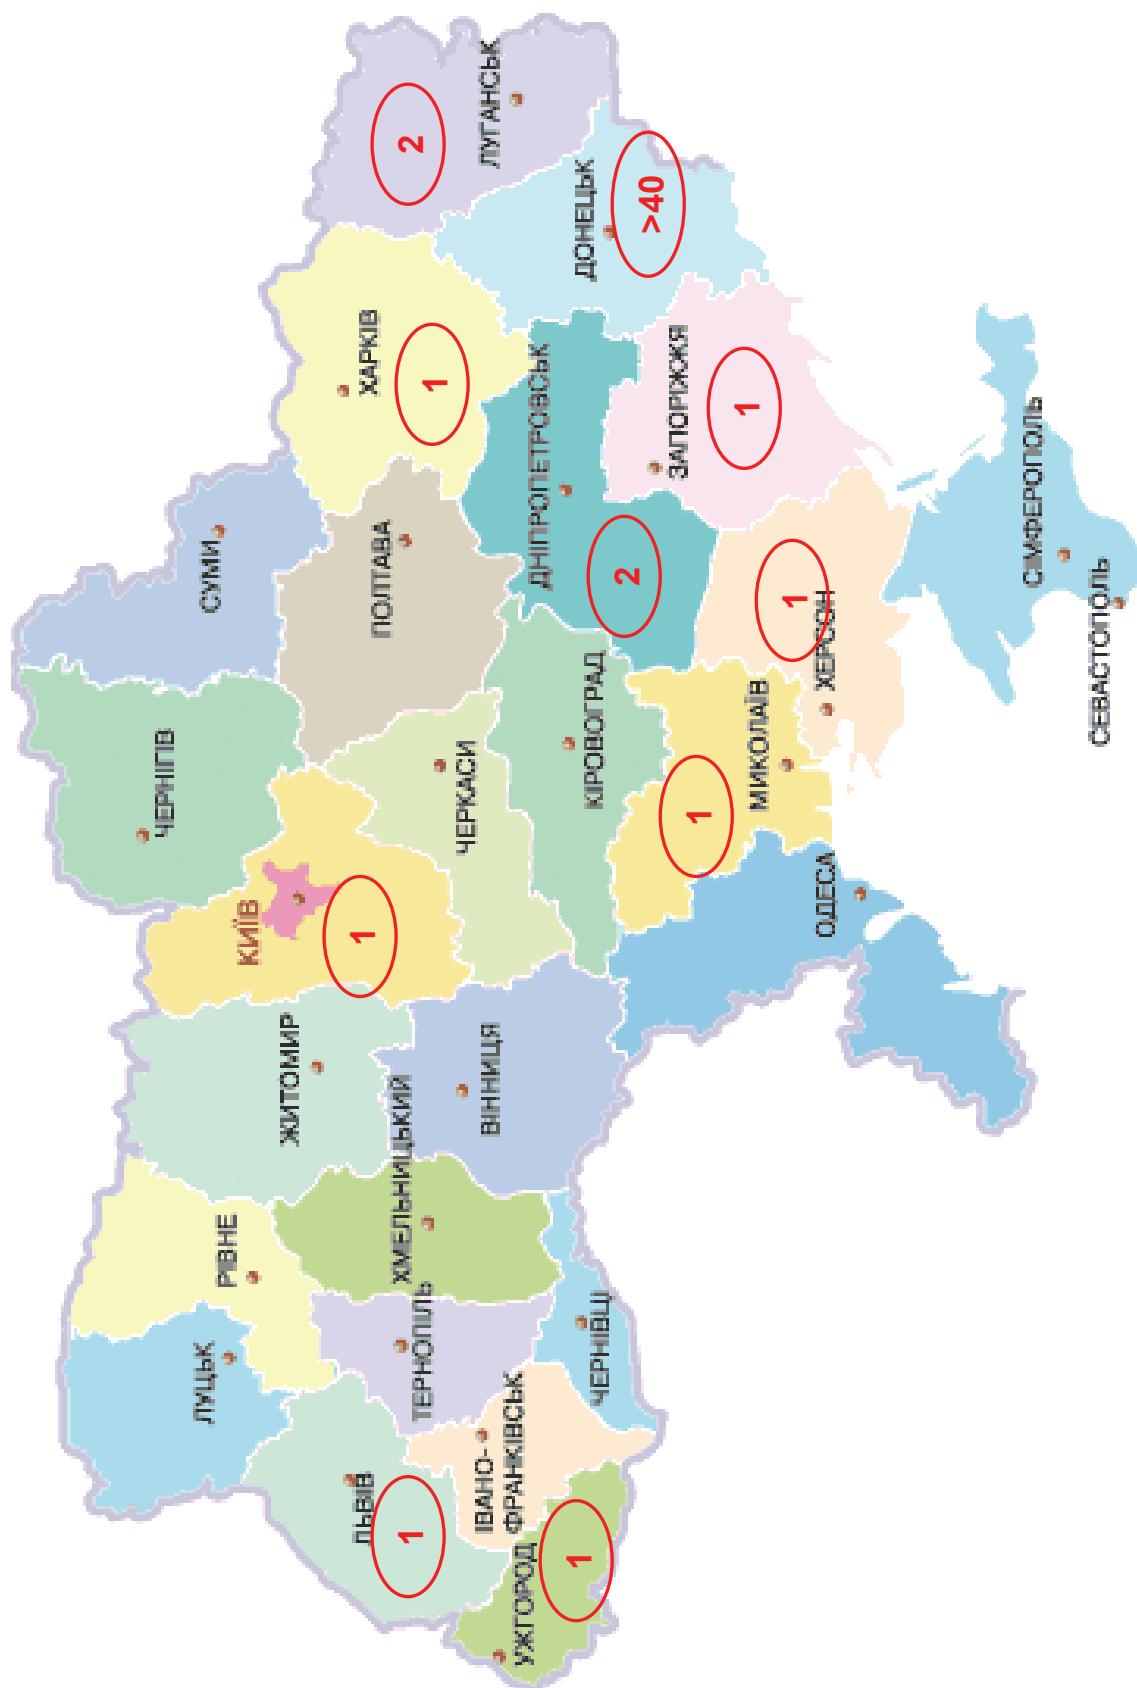 ЛУЦЬК
РІВНЕ
ЖИТОМИР
КИЇВ
1
ЧЕРНІГІВ
СУМИ
ЛЬВІВ
1
ТЕРНОПІЛЬ
ХМЕЛЬНИЦЬКИЙ
ВІННИЦЯ
ЧЕРКАСИ
ПОЛТАВА
ХАРКІВ
1
2
ЛУГАНСЬК
УЖГОРОД
1
ІВАНО-
ФРАНКІВСЬК
ЧЕРНІВЦІ
КІРОВОГРАД
ДНІПРОПЕТРОВСЬК
2
ДОНЕЦЬК
>40
ЗАПОРІЖЖЯ
1
1
МИКОЛАЇВ
1
ХЕРСОН
ОДЕСА
СІМФЕРОПОЛЬ
СЕВАСТОПОЛЬ